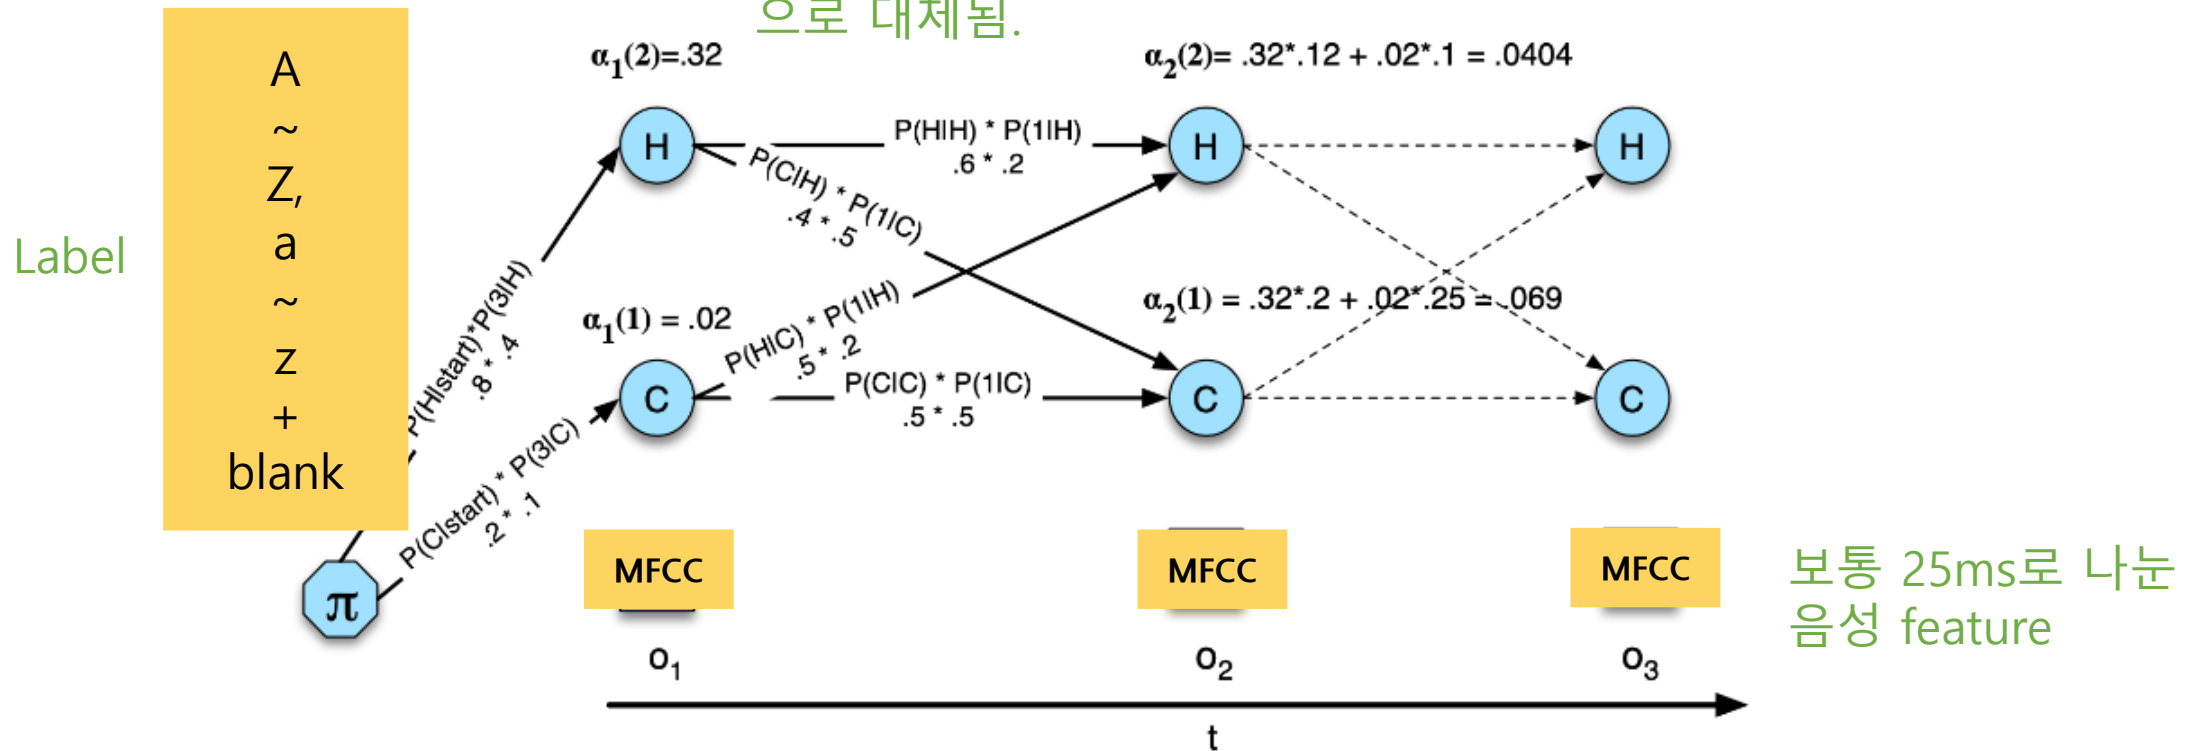 으로 대체됨.
α1(2)=.32
α2(2)= .32*.12 + .02*.1 = .0404
A
~
Z,
a
~
z
+
blank
Label
H
P(H|H) * P(1|H)
.6 * .2
H
H
P(C|H) * P(1|C)
.4 * .5
P(H|start)*P(3|H)
.8 * .4
α1(1) = .02
α2(1) = .32*.2 + .02*.25 = .069
P(H|C) * P(1|H)
.5 * .2
C
P(C|C) * P(1|C)
.5 * .5
C
C
P(C|start) * P(3|C)
.2 * .1
π
MFCC
MFCC
MFCC
보통 25ms로 나눈
음성 feature
o1
o2
o3
t